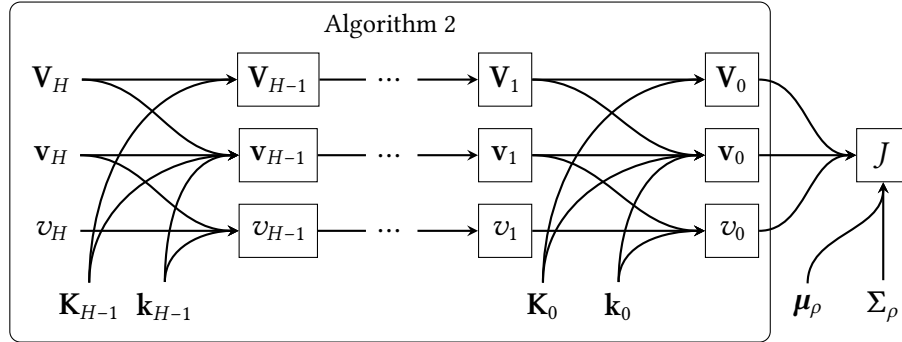 Algorithm 2
V_H V_{H−1} ··· V_1 V_0
v_H v_{H−1} ··· v_1 v_0 J
v_H v_{H−1} ··· v_1 v_0
K_{H−1} k_{H−1} K_0 k_0 μ_ρ Σ_ρ